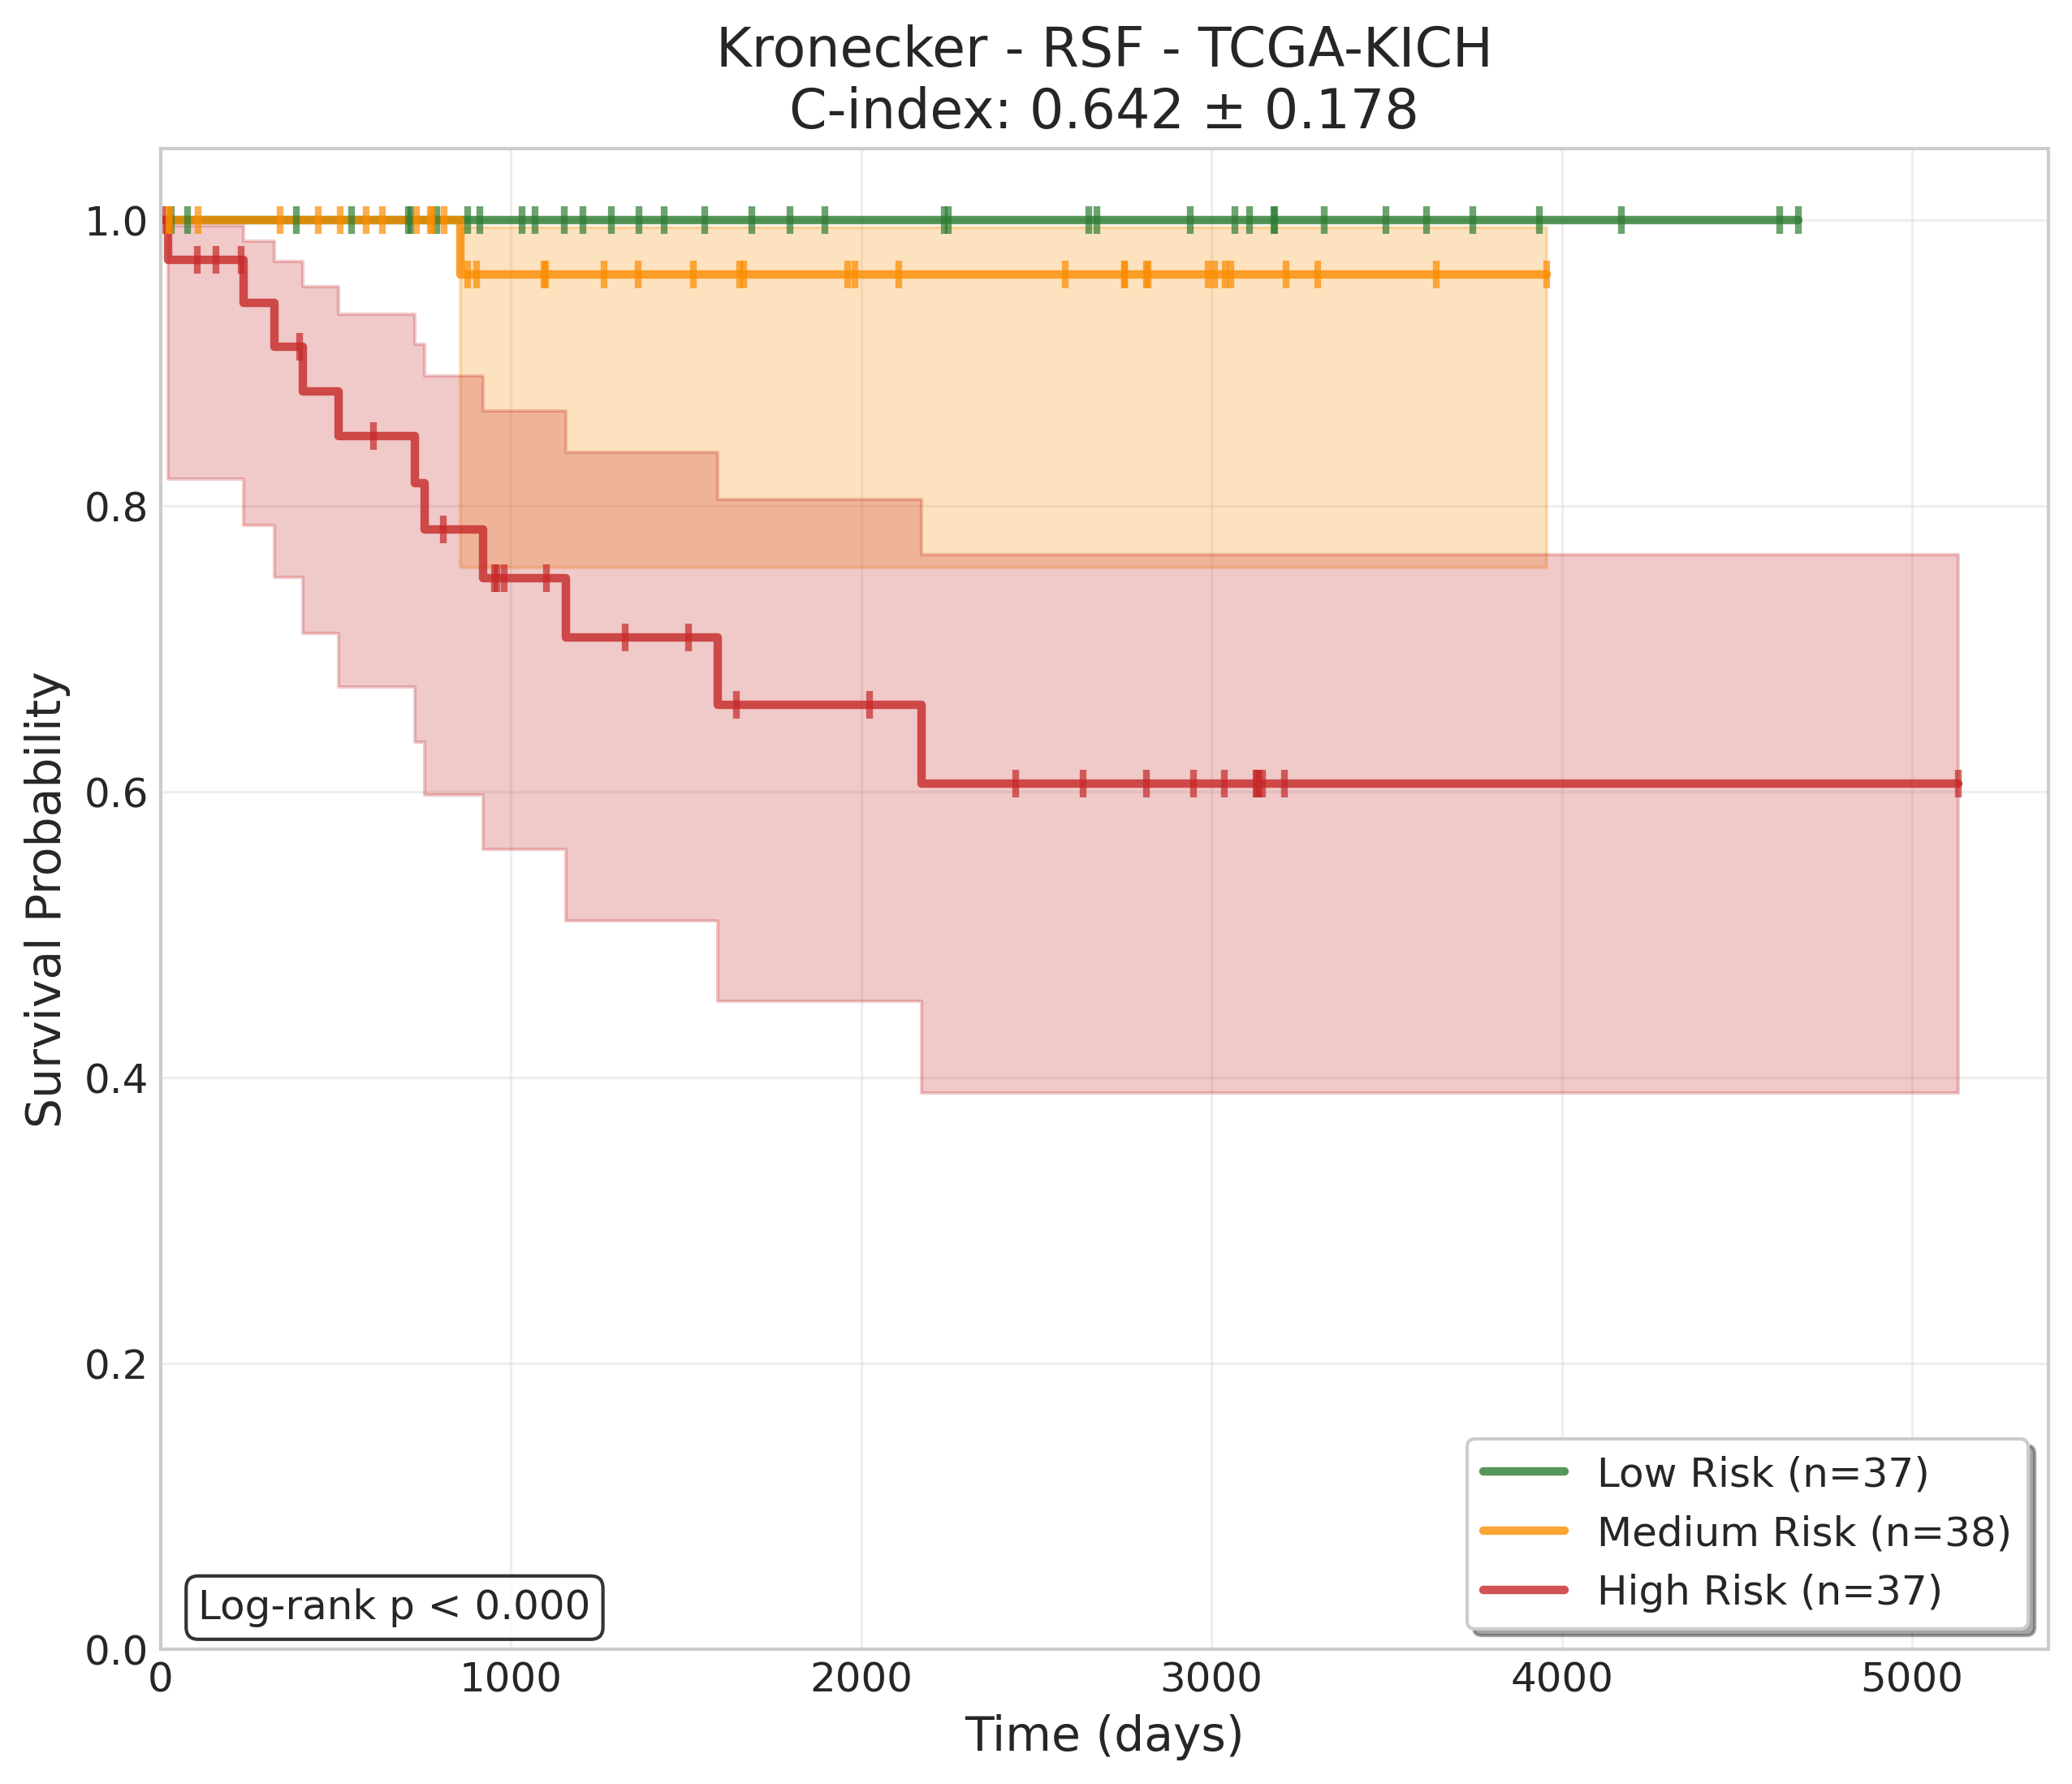 Kronecker - RSF - TCGA-KICH
C-index: 0.642 ± 0.178
Survival Probability
1.0
0.8
0.6
0.4
0.2
0.0
0
1000
2000
3000
4000
5000
Time (days)
Log-rank p < 0.000
Low Risk (n=37)
Medium Risk (n=38)
High Risk (n=37)